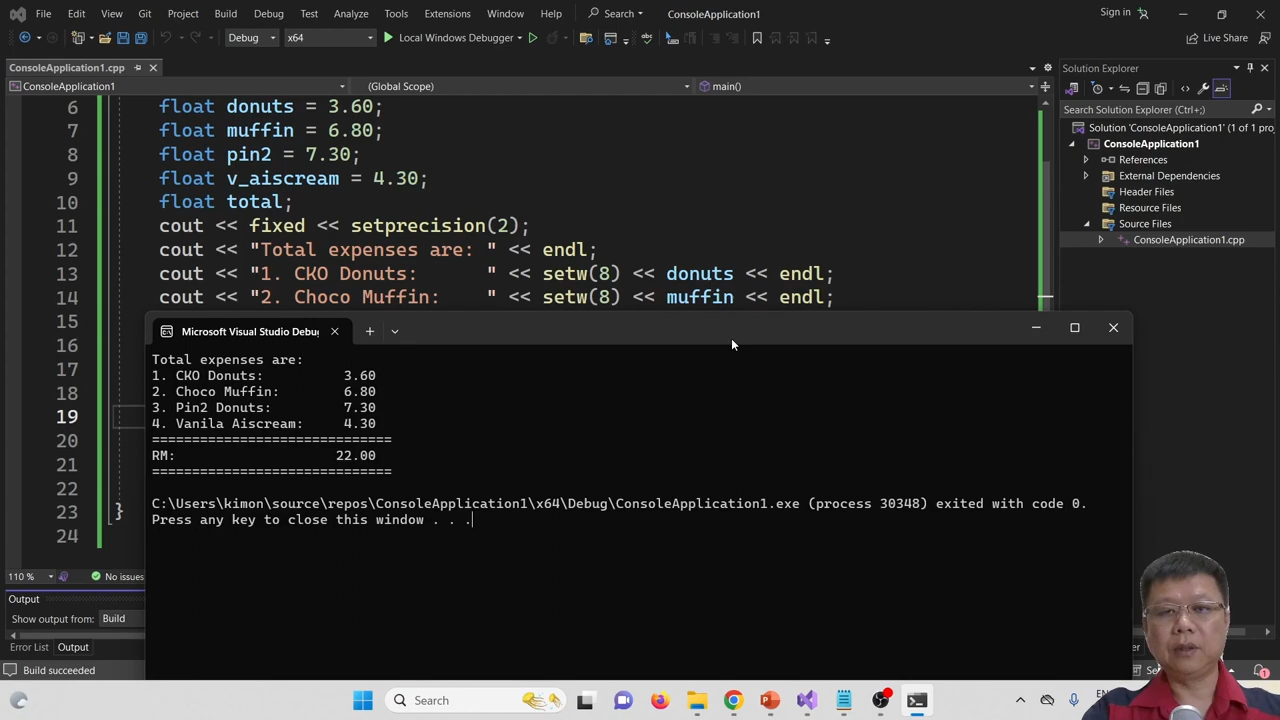 File Edit View Git Project Build Debug Test Analyze Tools Extensions Window Help Search ConsoleApplication1 Sign in
Debug x64 Local Windows Debugger Live Share
ConsoleApplication1.cpp
ConsoleApplication1 (Global Scope) main()
6 float donuts = 3.60;
7 float muffin = 6.80;
8 float pin2 = 7.30;
9 float v_aiscream = 4.30;
10 float total;
11 cout << fixed << setprecision(2);
12 cout << "Total expenses are: " << endl;
13 cout << "1. CKO Donuts:      " << setw(8) << donuts << endl;
14 cout << "2. Choco Muffin:    " << setw(8) << muffin << endl;
15
16
17
18
19
20
21
22
23 }
24
110 % No issues
Output
Show output from: Build
Error List Output
Build succeeded
Solution Explorer
Search Solution Explorer (Ctrl+;)
Solution 'ConsoleApplication1' (1 of 1 pro
ConsoleApplication1
References
External Dependencies
Header Files
Resource Files
Source Files
ConsoleApplication1.cpp
Microsoft Visual Studio Debug
Total expenses are:
1. CKO Donuts:          3.60
2. Choco Muffin:        6.80
3. Pin2 Donuts:         7.30
4. Vanila Aiscream:     4.30
==============================
RM:                    22.00
==============================
C:\Users\kimon\source\repos\ConsoleApplication1\x64\Debug\ConsoleApplication1.exe (process 30348) exited with code 0.
Press any key to close this window . . .
Search
EN